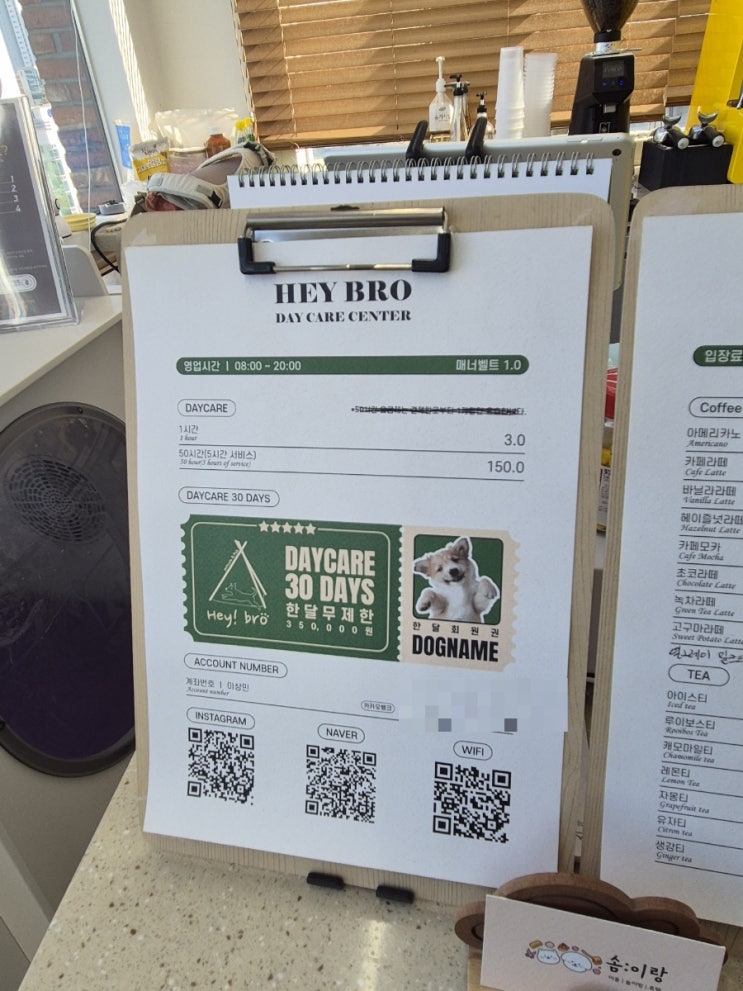 HEY BRO
DAY CARE CENTER
영업시간 | 08:00 ~ 20:00
매너벨트 1.0
DAYCARE
1시간
1 hour
3.0
50시간(5시간 서비스)
50 hour(5 hours of service)
150.0
DAYCARE 30 DAYS
★★★★★
DAYCARE
30 DAYS
한달무제한
350,000원
Hey! brö
한달회원권
DOGNAME
ACCOUNT NUMBER
계좌번호 | 이상민
Account number
카카오뱅크
INSTAGRAM
NAVER
WIFI
입장료
Coffee
아메리카노
Americano
카페라떼
Cafe Latte
바닐라라떼
Vanilla Latte
헤이즐넛라떼
Hazelnut Latte
카페모카
Cafe Mocha
초코라떼
Chocolate Latte
녹차라떼
Green Tea Latte
고구마라떼
Sweet Potato Latte
TEA
아이스티
Iced tea
루이보스티
Rooibos Tea
캐모마일티
Chamomile tea
레몬티
Lemon Tea
자몽티
Grapefruit tea
유자티
Citron tea
생강티
Ginger tea
1
2
3
4
솜:이랑